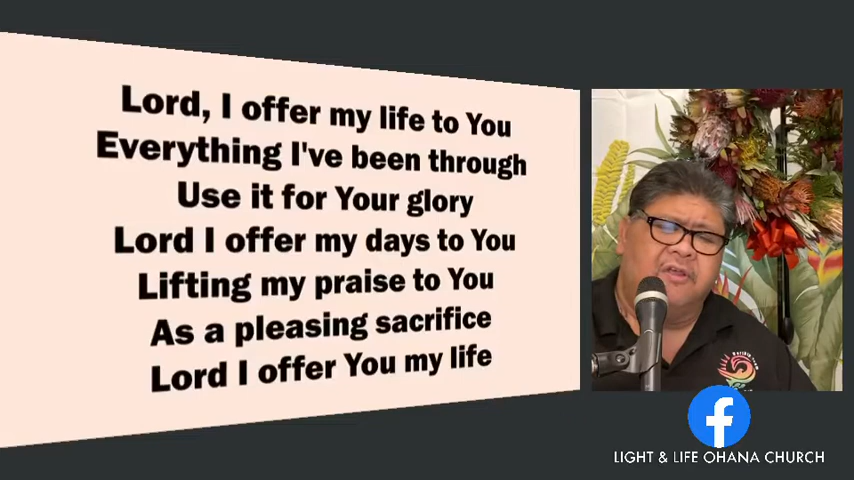 Lord, I offer my life to You
Everything I've been through
Use it for Your glory
Lord I offer my days to You
Lifting my praise to You
As a pleasing sacrifice
Lord I offer You my life
LIGHT & LIFE OHANA CHURCH